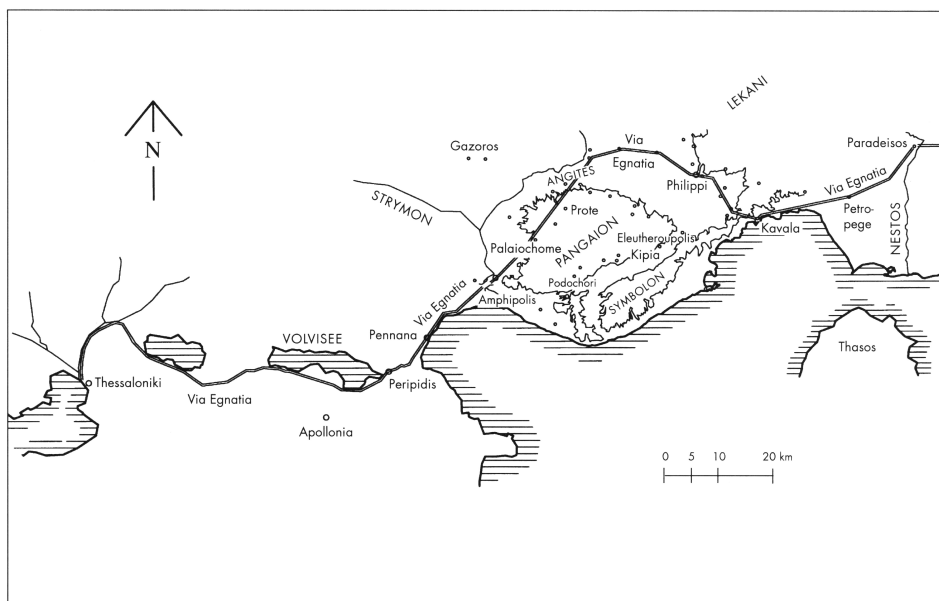 N
LEKANI
Gazoros
Via
Egnatia
Paradeisos
ANGITES
Philippi
Via Egnatia
STRYMON
Prote
Petro-
pege
NESTOS
PANGAION
Eleutheroupolis
Kavala
Palaiochome
Kipia
Podochori
SYMBOLON
Via Egnatia
Amphipolis
VOLVISEE
Pennana
Thasos
Thessaloniki
Peripidis
Via Egnatia
Apollonia
0 5 10 20 km